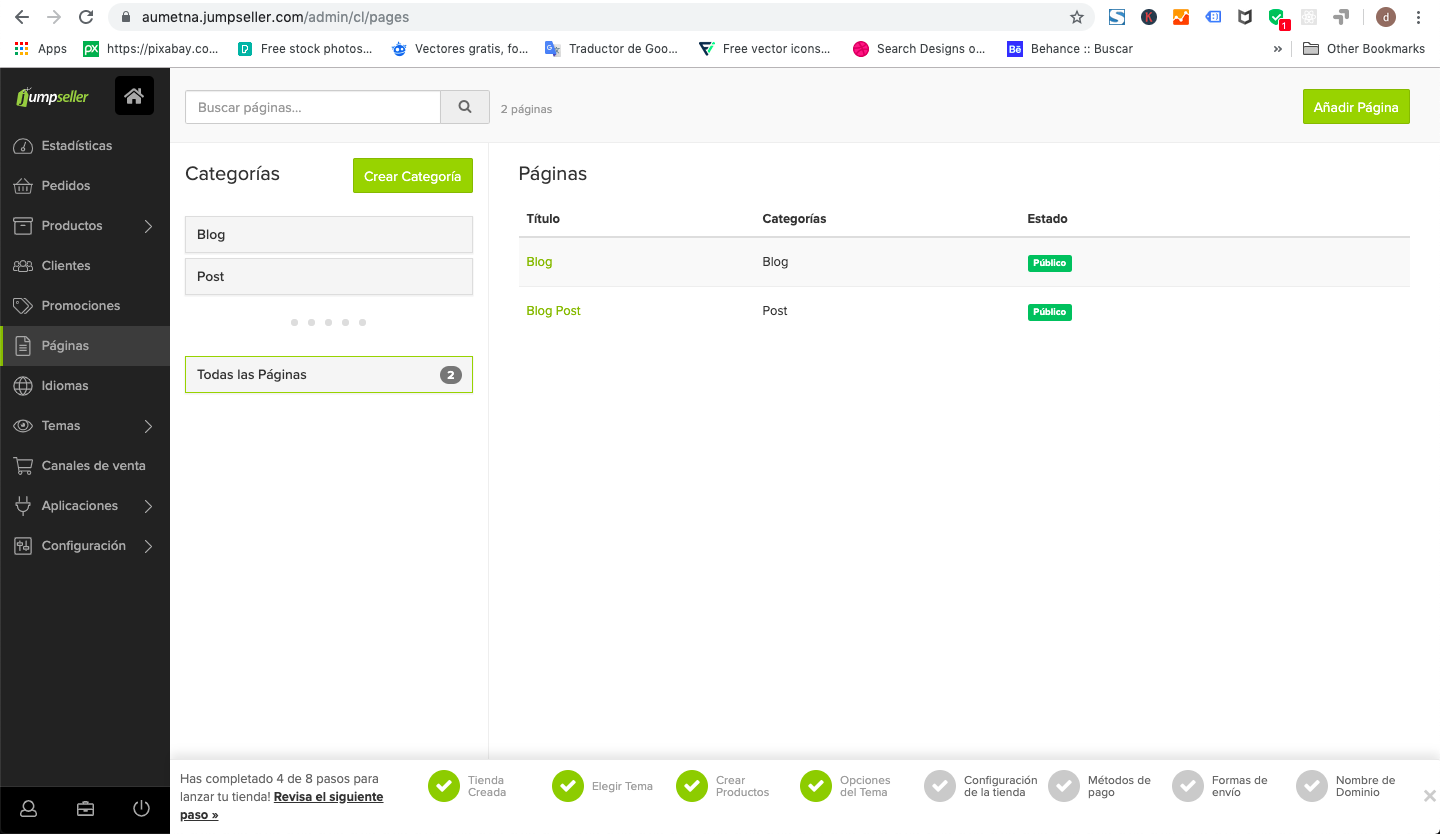 aumetna.jumpseller.com/admin/cl/pages
K
1
d
Apps
px https://pixabay.co...
Free stock photos...
Vectores gratis, fo...
Traductor de Goo...
Free vector icons...
Search Designs o...
Bē Behance :: Buscar
»
Other Bookmarks
jumpseller
Buscar páginas...
2 páginas
Añadir Página
Estadísticas
Pedidos
Productos
Clientes
Promociones
Páginas
Idiomas
Temas
Canales de venta
Aplicaciones
Configuración
Categorías
Crear Categoría
Blog
Post
Todas las Páginas 2
Páginas
Título Categorías Estado
Blog Blog Público
Blog Post Post Público
Has completado 4 de 8 pasos para
lanzar tu tienda! Revisa el siguiente
paso »
Tienda
Creada
Elegir Tema
Crear
Productos
Opciones
del Tema
Configuración
de la tienda
Métodos de
pago
Formas de
envío
Nombre de
Dominio